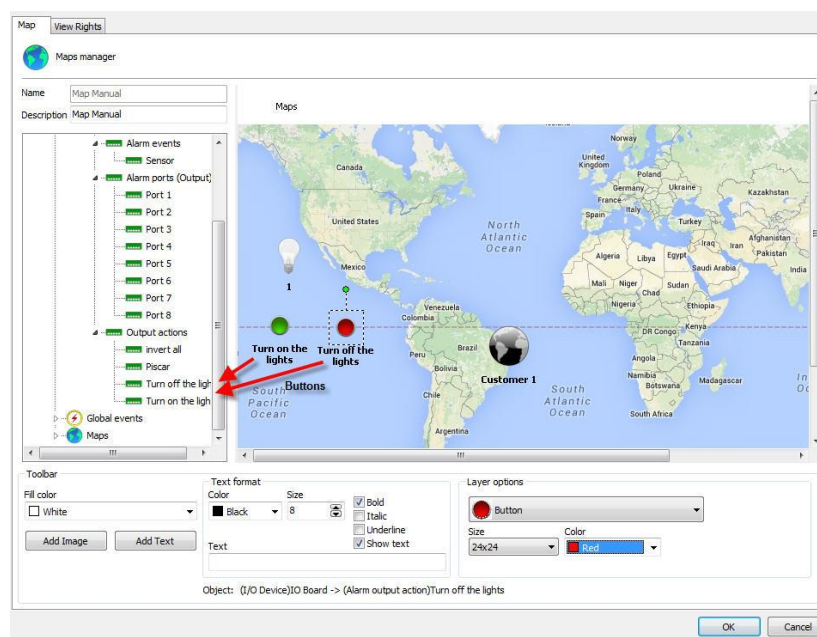 Map
View Rights
Maps manager
Name
Map Manual
Description
Map Manual
Alarm events
Sensor
Alarm ports (Output)
Port 1
Port 2
Port 3
Port 4
Port 5
Port 6
Port 7
Port 8
Output actions
invert all
Piscar
Turn off the ligh
Turn on the ligh
Global events
Maps
Maps
Norway
United
Kingdom
Poland
Germany
Ukraine
Kazakhstan
France
Italy
Spain
Turkey
Canada
United States
North
Atlantic
Ocean
Mexico
Iraq
Iran
Afghanistan
Pakistan
Algeria
Libya
Egypt
Saudi Arabia
India
Mali
Niger
Chad
Sudan
Nigeria
Ethiopia
1
Venezuela
Colombia
DR Congo
Kenya
Tanzania
Turn on the
lights
Turn off the
lights
Peru
Brazil
Bolivia
Angola
Namibia
Botswana
Madagascar
Customer 1
Buttons
South
Pacific
Ocean
Chile
South
Atlantic
Ocean
South Africa
In
Oc
Argentina
Toolbar
Fill color
White
Add Image
Add Text
Text format
Color
Size
Black
8
Bold
Italic
Underline
Show text
Text
Layer options
Button
Size
Color
24x24
Red
Object: (I/O Device)IO Board -> (Alarm output action)Turn off the lights
OK
Cancel